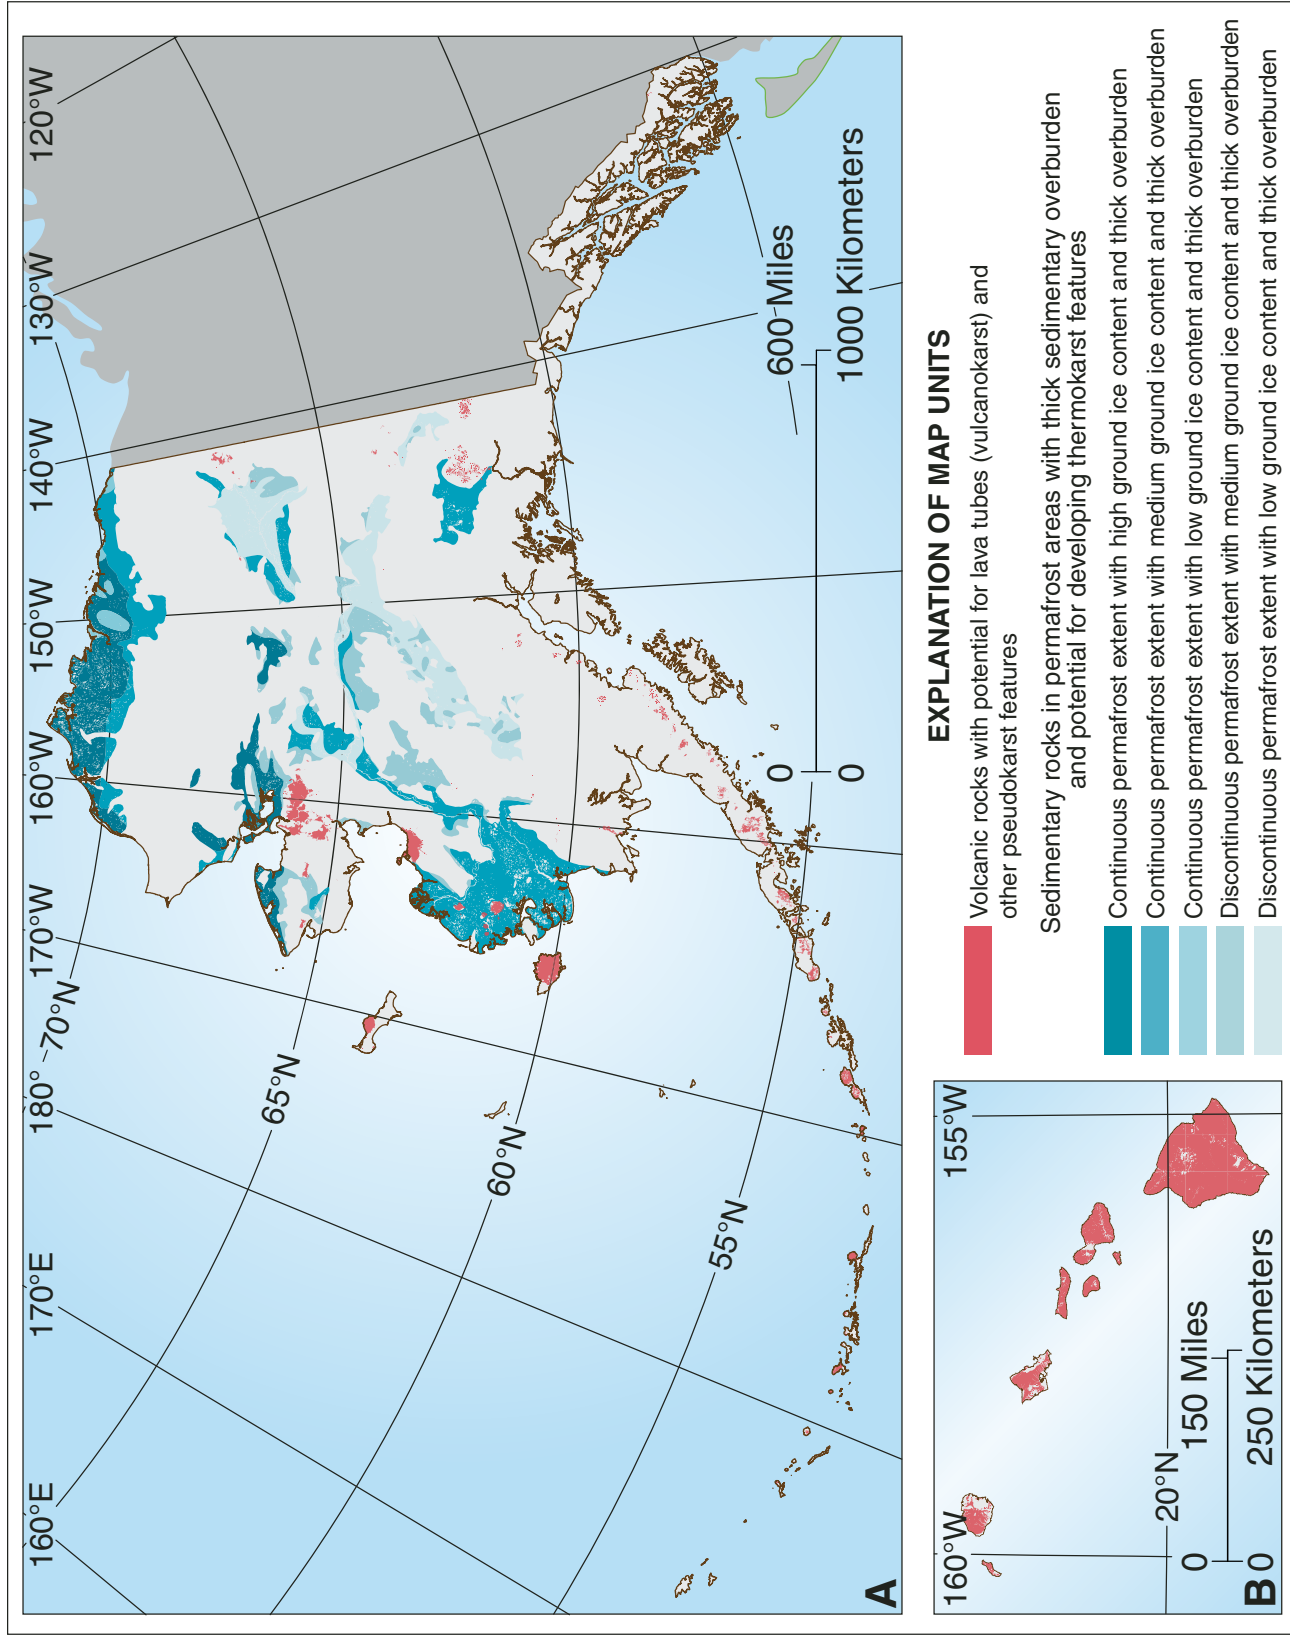 160°E
170°E
180°
170°W
160°W
150°W
140°W
130°W
120°W
70°N
65°N
60°N
55°N
0
600 Miles
0
1000 Kilometers
A
160°W
155°W
20°N
0
150 Miles
0
250 Kilometers
B
EXPLANATION OF MAP UNITS
Volcanic rocks with potential for lava tubes (vulcanokarst) and
other pseudokarst features
Sedimentary rocks in permafrost areas with thick sedimentary overburden
and potential for developing thermokarst features
Continuous permafrost extent with high ground ice content and thick overburden
Continuous permafrost extent with medium ground ice content and thick overburden
Continuous permafrost extent with low ground ice content and thick overburden
Discontinuous permafrost extent with medium ground ice content and thick overburden
Discontinuous permafrost extent with low ground ice content and thick overburden